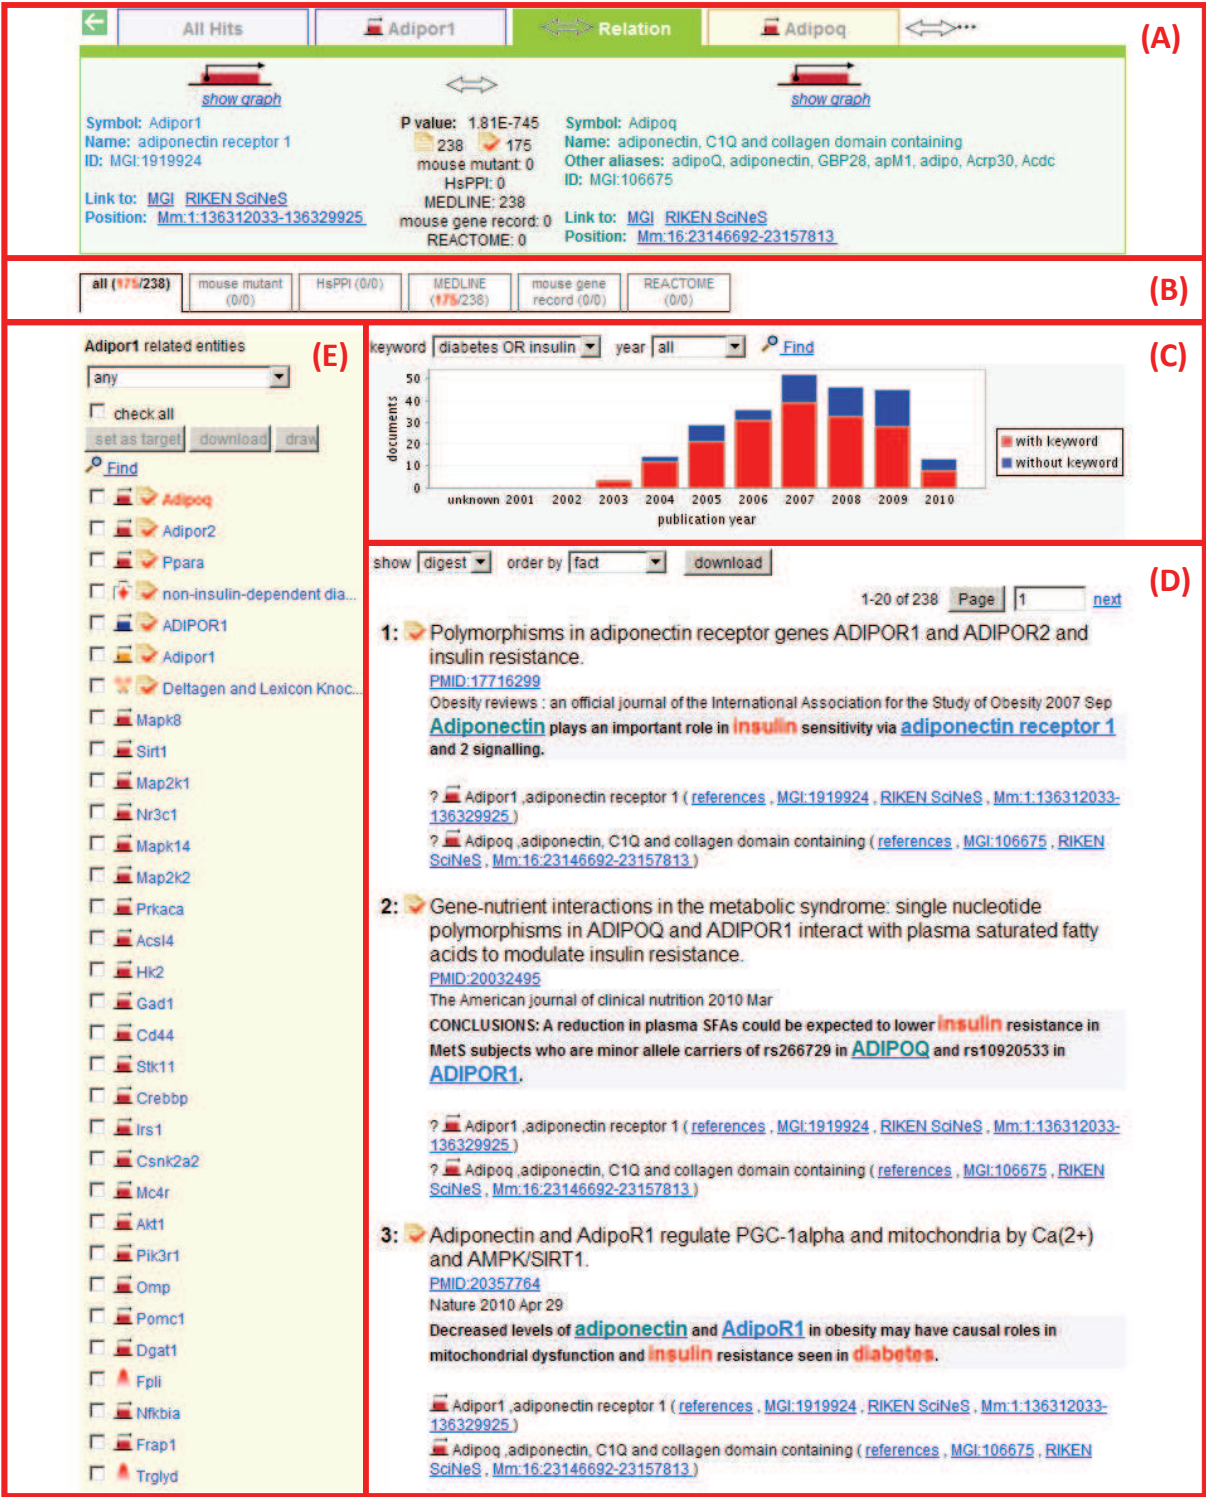 All Hits
Adipor1
Relation
Adipoq
(A)
show graph
Symbol: Adipor1
Name: adiponectin receptor 1
ID: MGI:1919924
Link to: MGI RIKEN SciNeS
Position: Mm:1:136312033-136329925
P value: 1.81E-745
238 175
mouse mutant: 0
HsPPI: 0
MEDLINE: 238
mouse gene record: 0
REACTOME: 0
show graph
Symbol: Adipoq
Name: adiponectin, C1Q and collagen domain containing
Other aliases: adipoQ, adiponectin, GBP28, apM1, adipo, Acrp30, Acdc
ID: MGI:106675
Link to: MGI RIKEN SciNeS
Position: Mm:16:23146692-23157813
all (175/238)
mouse mutant
(0/0)
HsPPI (0/0)
MEDLINE
(175/238)
mouse gene
record (0/0)
REACTOME
(0/0)
(B)
Adipor1 related entities
(E)
any
check all
set as target download draw
Find
Adipoq
Adipor2
Ppara
non-insulin-dependent dia...
ADIPOR1
Adipor1
Deltagen and Lexicon Knoc...
Mapk8
Sirt1
Map2k1
Nr3c1
Mapk14
Map2k2
Prkaca
Acsl4
Hk2
Gad1
Cd44
Stk11
Crebbp
Irs1
Csnk2a2
Mc4r
Akt1
Pik3r1
Omp
Pomc1
Dgat1
Fpli
Nfkbia
Frap1
Trglyd
keyword diabetes OR insulin year all Find
(C)
documents
50
40
30
20
10
0
unknown 2001 2002 2003 2004 2005 2006 2007 2008 2009 2010
publication year
with keyword
without keyword
show digest order by fact download
(D)
1-20 of 238 Page 1 next
1: Polymorphisms in adiponectin receptor genes ADIPOR1 and ADIPOR2 and
insulin resistance.
PMID:17716299
Obesity reviews : an official journal of the International Association for the Study of Obesity 2007 Sep
Adiponectin plays an important role in insulin sensitivity via adiponectin receptor 1
and 2 signalling.
? Adipor1 ,adiponectin receptor 1 ( references , MGI:1919924 , RIKEN SciNeS , Mm:1:136312033-
136329925 )
? Adipoq ,adiponectin, C1Q and collagen domain containing ( references , MGI:106675 , RIKEN
SciNeS , Mm:16:23146692-23157813 )
2: Gene-nutrient interactions in the metabolic syndrome: single nucleotide
polymorphisms in ADIPOQ and ADIPOR1 interact with plasma saturated fatty
acids to modulate insulin resistance.
PMID:20032495
The American journal of clinical nutrition 2010 Mar
CONCLUSIONS: A reduction in plasma SFAs could be expected to lower insulin resistance in
MetS subjects who are minor allele carriers of rs266729 in ADIPOQ and rs10920533 in
ADIPOR1.
? Adipor1 ,adiponectin receptor 1 ( references , MGI:1919924 , RIKEN SciNeS , Mm:1:136312033-
136329925 )
? Adipoq ,adiponectin, C1Q and collagen domain containing ( references , MGI:106675 , RIKEN
SciNeS , Mm:16:23146692-23157813 )
3: Adiponectin and AdipoR1 regulate PGC-1alpha and mitochondria by Ca(2+)
and AMPK/SIRT1.
PMID:20357764
Nature 2010 Apr 29
Decreased levels of adiponectin and AdipoR1 in obesity may have causal roles in
mitochondrial dysfunction and insulin resistance seen in diabetes.
Adipor1 ,adiponectin receptor 1 ( references , MGI:1919924 , RIKEN SciNeS , Mm:1:136312033-
136329925 )
Adipoq ,adiponectin, C1Q and collagen domain containing ( references , MGI:106675 , RIKEN
SciNeS , Mm:16:23146692-23157813 )